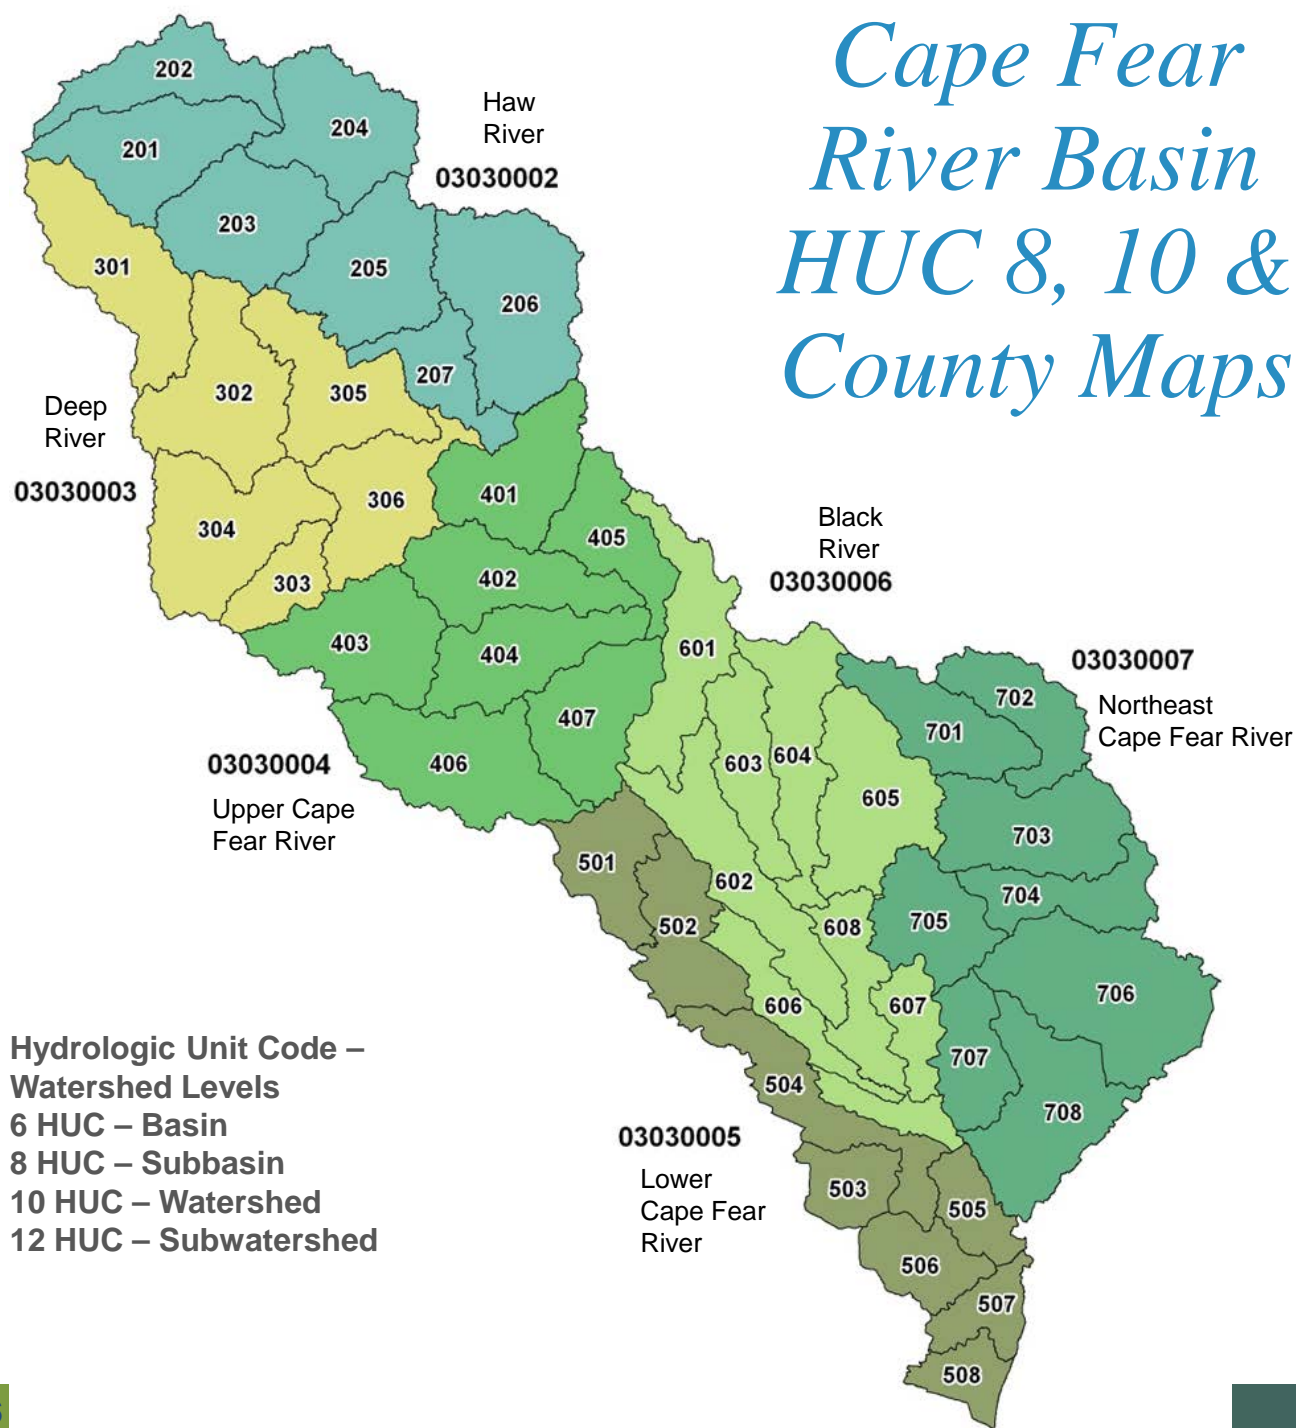 Cape Fear
River Basin
HUC 8, 10 &
County Maps
202
204
201
203
205
206
207
Haw
River
03030002
301
302
305
306
304
303
Deep
River
03030003
401
405
402
403
404
407
406
03030004
Upper Cape
Fear River
Black
River
03030006
601
603
604
605
602
608
606
607
03030007
Northeast
Cape Fear River
702
701
703
704
705
706
707
708
501
502
504
503
505
506
507
508
03030005
Lower
Cape Fear
River
Hydrologic Unit Code –
Watershed Levels
6 HUC – Basin
8 HUC – Subbasin
10 HUC – Watershed
12 HUC – Subwatershed